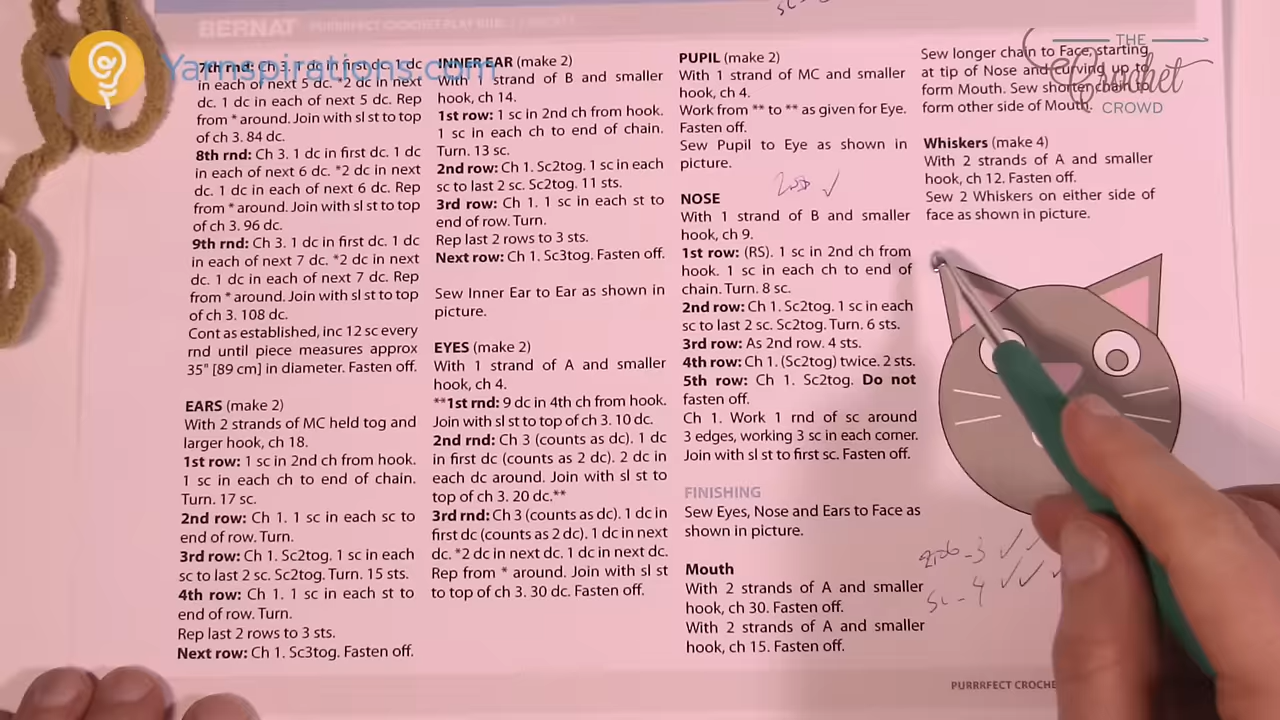 BERNAT
PURRRFECT CROCHET PLAY RUG
Yarnspirations.com
THE
Crochet
CROWD
7th rnd: Ch 3. 1 dc in first dc. 1 dc
in each of next 5 dc. *2 dc in next
dc. 1 dc in each of next 5 dc. Rep
from * around. Join with sl st to top
of ch 3. 84 dc.
8th rnd: Ch 3. 1 dc in first dc. 1 dc
in each of next 6 dc. *2 dc in next
dc. 1 dc in each of next 6 dc. Rep
from * around. Join with sl st to top
of ch 3. 96 dc.
9th rnd: Ch 3. 1 dc in first dc. 1 dc
in each of next 7 dc. *2 dc in next
dc. 1 dc in each of next 7 dc. Rep
from * around. Join with sl st to top
of ch 3. 108 dc.
Cont as established, inc 12 sc every
rnd until piece measures approx
35" [89 cm] in diameter. Fasten off.
EARS (make 2)
With 2 strands of MC held tog and
larger hook, ch 18.
1st row: 1 sc in 2nd ch from hook.
1 sc in each ch to end of chain.
Turn. 17 sc.
2nd row: Ch 1. 1 sc in each sc to
end of row. Turn.
3rd row: Ch 1. Sc2tog. 1 sc in each
sc to last 2 sc. Sc2tog. Turn. 15 sts.
4th row: Ch 1. 1 sc in each st to
end of row. Turn.
Rep last 2 rows to 3 sts.
Next row: Ch 1. Sc3tog. Fasten off.
INNER EAR (make 2)
With 1 strand of B and smaller
hook, ch 14.
1st row: 1 sc in 2nd ch from hook.
1 sc in each ch to end of chain.
Turn. 13 sc.
2nd row: Ch 1. Sc2tog. 1 sc in each
sc to last 2 sc. Sc2tog. 11 sts.
3rd row: Ch 1. 1 sc in each st to
end of row. Turn.
Rep last 2 rows to 3 sts.
Next row: Ch 1. Sc3tog. Fasten off.
Sew Inner Ear to Ear as shown in
picture.
EYES (make 2)
With 1 strand of A and smaller
hook, ch 4.
**1st rnd: 9 dc in 4th ch from hook.
Join with sl st to top of ch 3. 10 dc.
2nd rnd: Ch 3 (counts as dc). 1 dc
in first dc (counts as 2 dc). 2 dc in
each dc around. Join with sl st to
top of ch 3. 20 dc.**
3rd rnd: Ch 3 (counts as dc). 1 dc in
first dc (counts as 2 dc). 1 dc in next
dc. *2 dc in next dc. 1 dc in next dc.
Rep from * around. Join with sl st
to top of ch 3. 30 dc. Fasten off.
PUPIL (make 2)
With 1 strand of MC and smaller
hook, ch 4.
Work from ** to ** as given for Eye.
Fasten off.
Sew Pupil to Eye as shown in
picture.
NOSE
With 1 strand of B and smaller
hook, ch 9.
1st row: (RS). 1 sc in 2nd ch from
hook. 1 sc in each ch to end of
chain. Turn. 8 sc.
2nd row: Ch 1. Sc2tog. 1 sc in each
sc to last 2 sc. Sc2tog. Turn. 6 sts.
3rd row: As 2nd row. 4 sts.
4th row: Ch 1. (Sc2tog) twice. 2 sts.
5th row: Ch 1. Sc2tog. Do not
fasten off.
Ch 1. Work 1 rnd of sc around
3 edges, working 3 sc in each corner.
Join with sl st to first sc. Fasten off.
FINISHING
Sew Eyes, Nose and Ears to Face as
shown in picture.
Mouth
With 2 strands of A and smaller
hook, ch 30. Fasten off.
With 2 strands of A and smaller
hook, ch 15. Fasten off.
Sew longer chain to Face, starting
at tip of Nose and curving up to
form Mouth. Sew shorter chain to
form other side of Mouth.
Whiskers (make 4)
With 2 strands of A and smaller
hook, ch 12. Fasten off.
Sew 2 Whiskers on either side of
face as shown in picture.
sc - 4 ✓ ✓
PURRRFECT CROCHE